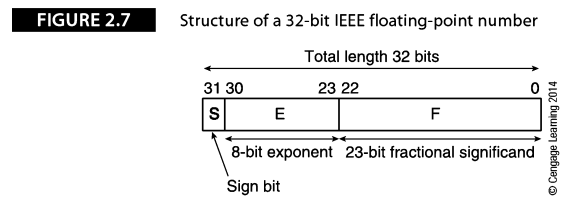 FIGURE 2.7 Structure of a 32-bit IEEE floating-point number
Total length 32 bits
31 30 23 22 0
S E F
8-bit exponent 23-bit fractional significand
Sign bit
© Cengage Learning 2014